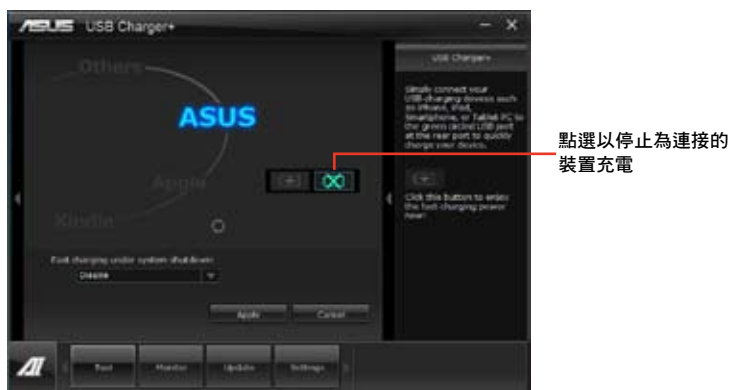 ASUS USB Charger+
Others
ASUS
Apple
Kindle
Fast charging under system shutdown:
Disable
Apply
Cancel
USB Charger+
Simply connect your
USB-charging devices such
as iPhone, iPad,
Smartphone, or Tablet PC to
the green circled USB port
at the rear port to quickly
charge your device.
Click this button to enjoy
the fast-charging power
now!
點選以停止為連接的
裝置充電
Tool
Monitor
Update
Settings